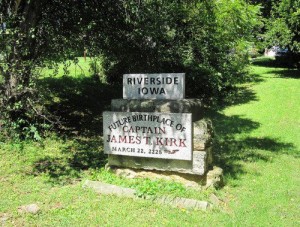 RIVERSIDE
IOWA
FUTURE BIRTHPLACE OF
CAPTAIN
JAMES T. KIRK
MARCH 22, 2228